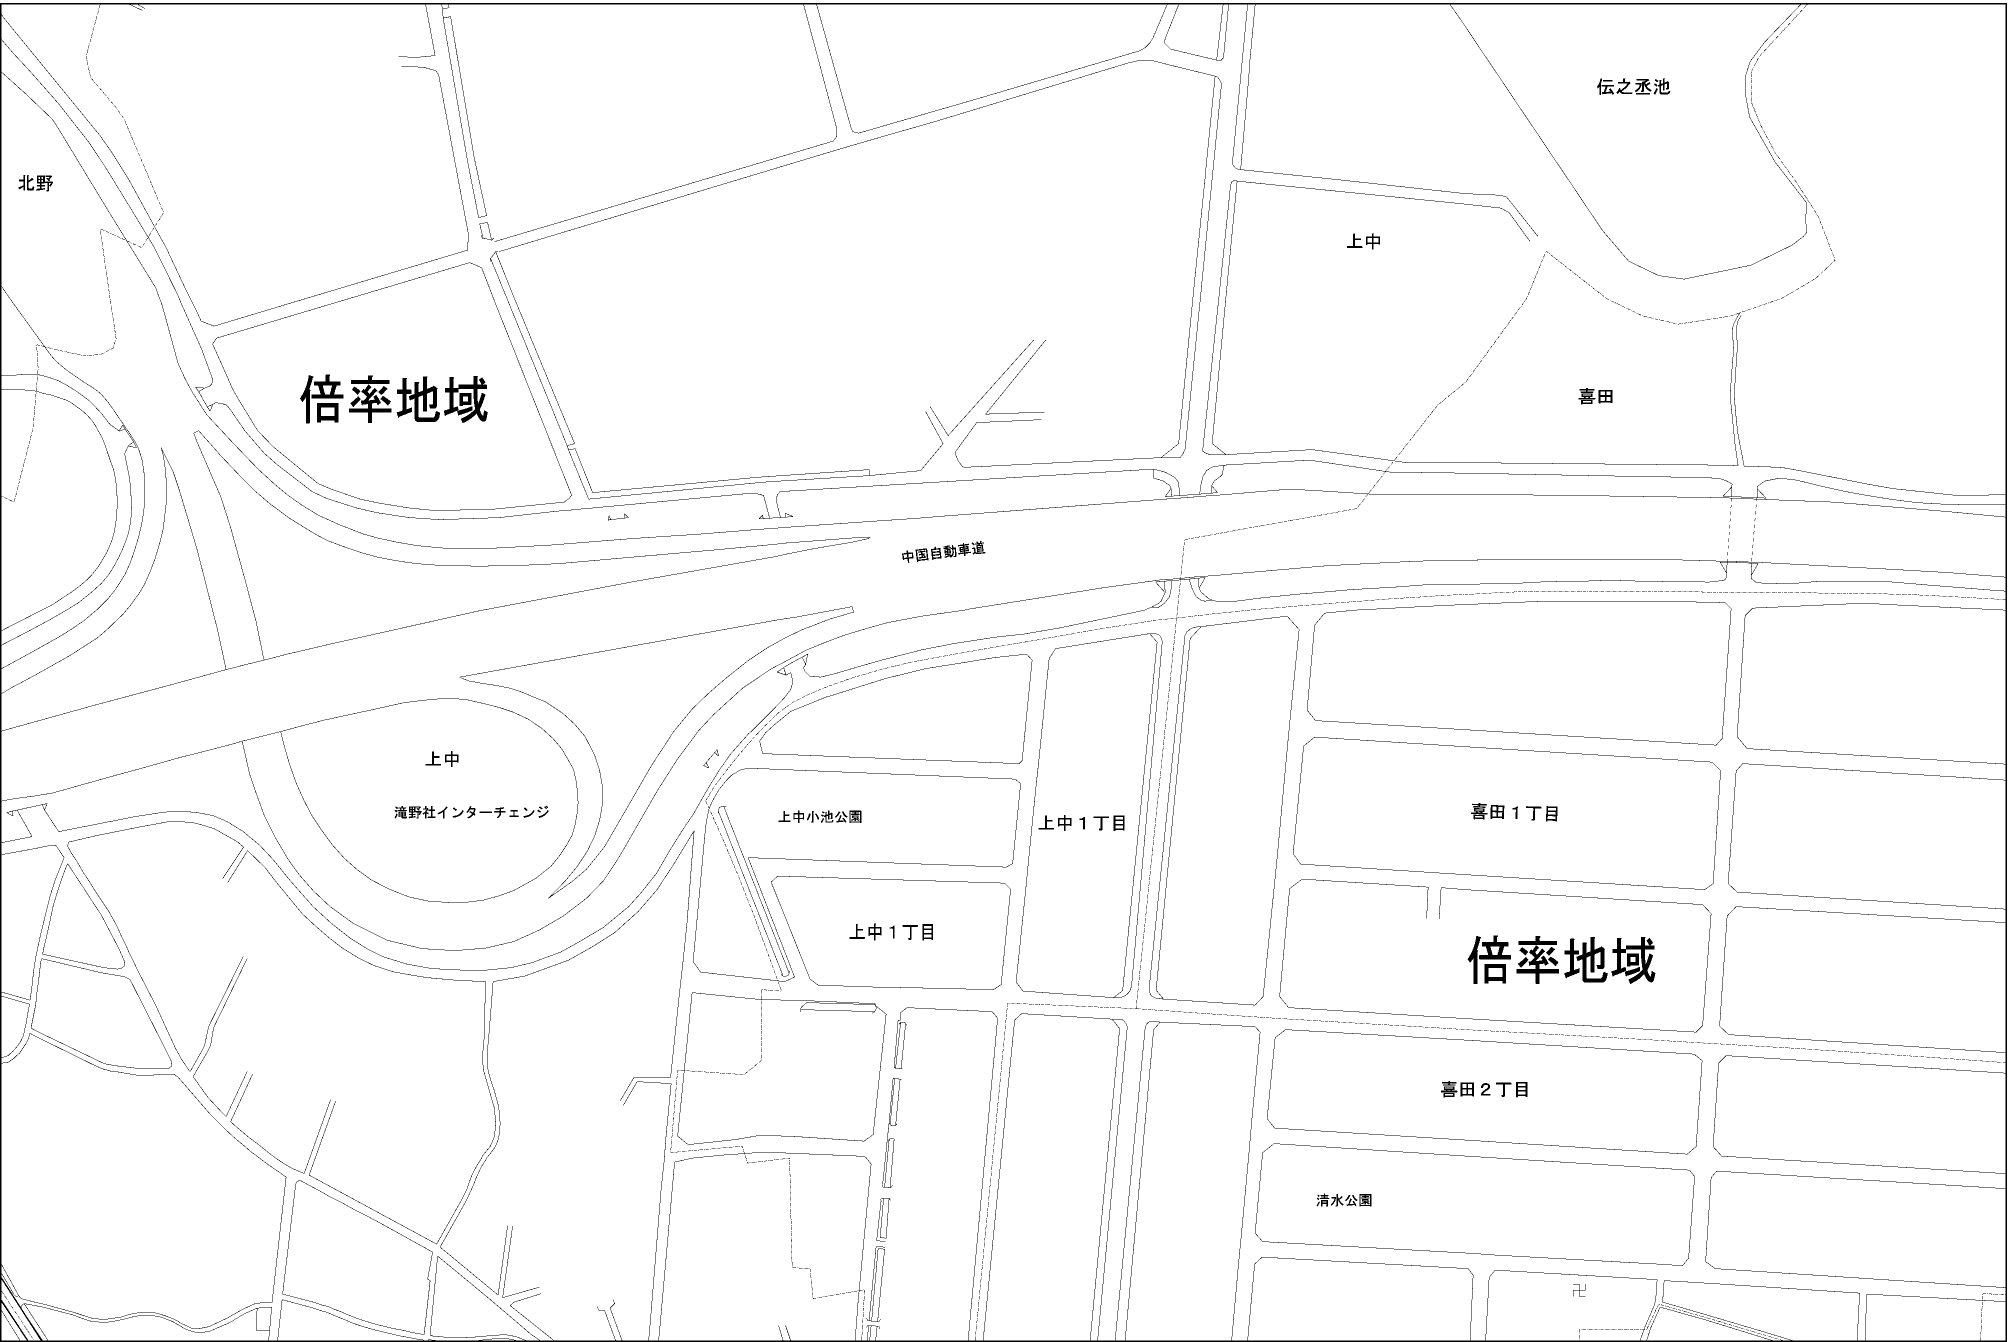 伝之丞池
北野
上中
倍率地域
喜田
中国自動車道
上中
滝野社インターチェンジ
上中小池公園
上中１丁目
喜田１丁目
上中１丁目
倍率地域
喜田２丁目
清水公園